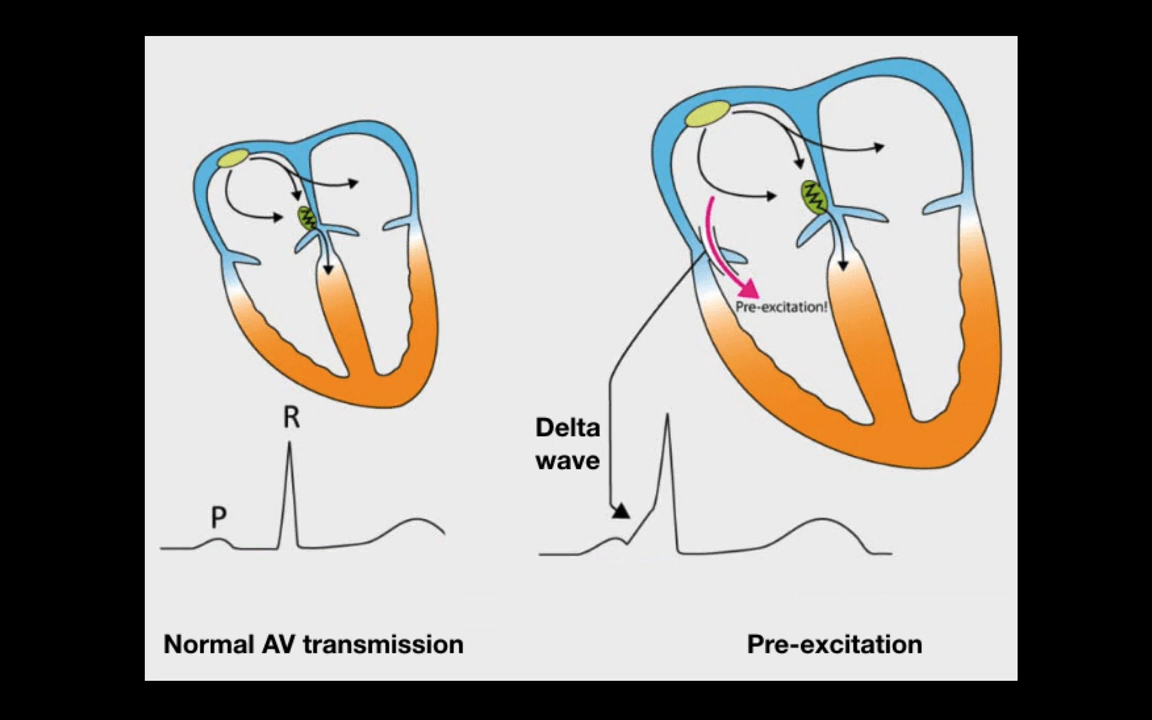 Pre-excitation!
R
P
Delta
wave
Normal AV transmission
Pre-excitation